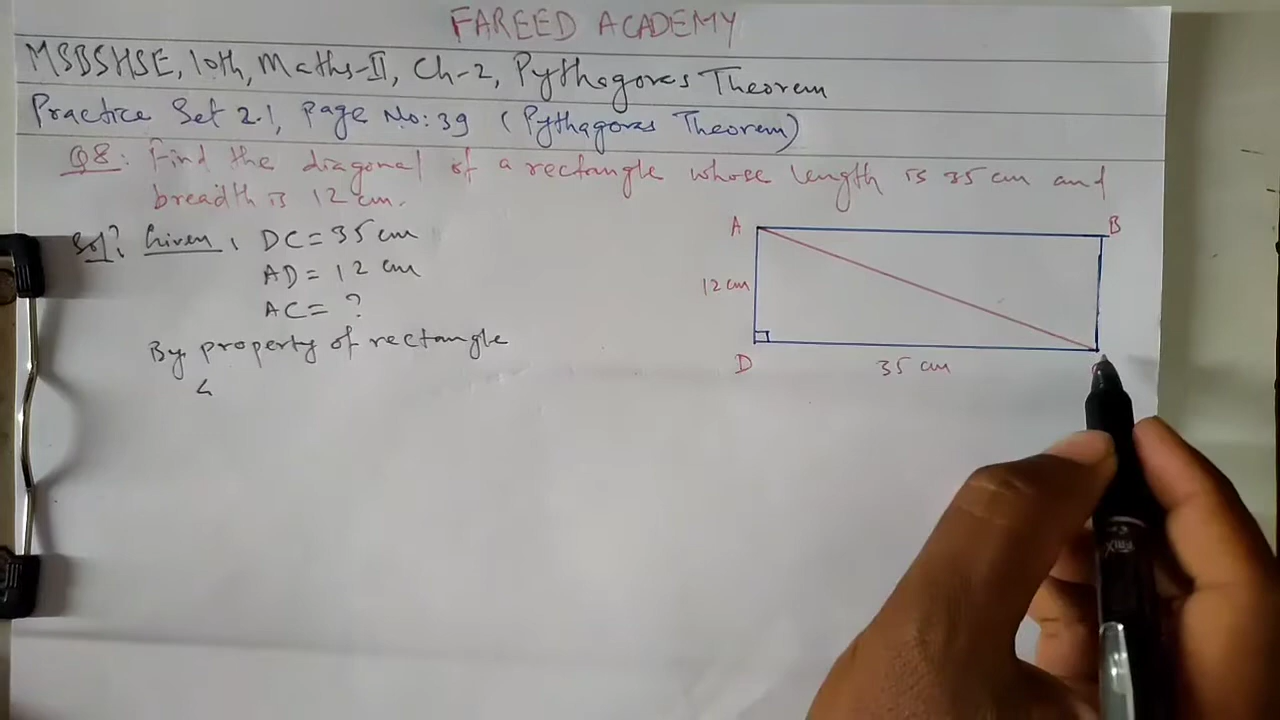 FAREED ACADEMY
MSBSHSE, 10th, Maths-II, Ch-2, Pythagoras Theorem
Practice Set 2.1, Page No: 39 (Pythagoras Theorem)
Q8: Find the diagonal of a rectangle whose length is 35 cm and
breadth is 12 cm.
Solⁿ: Given, DC = 35 cm
AD = 12 cm
AC = ?
By property of rectangle
∠
A B
12 cm
D 35 cm